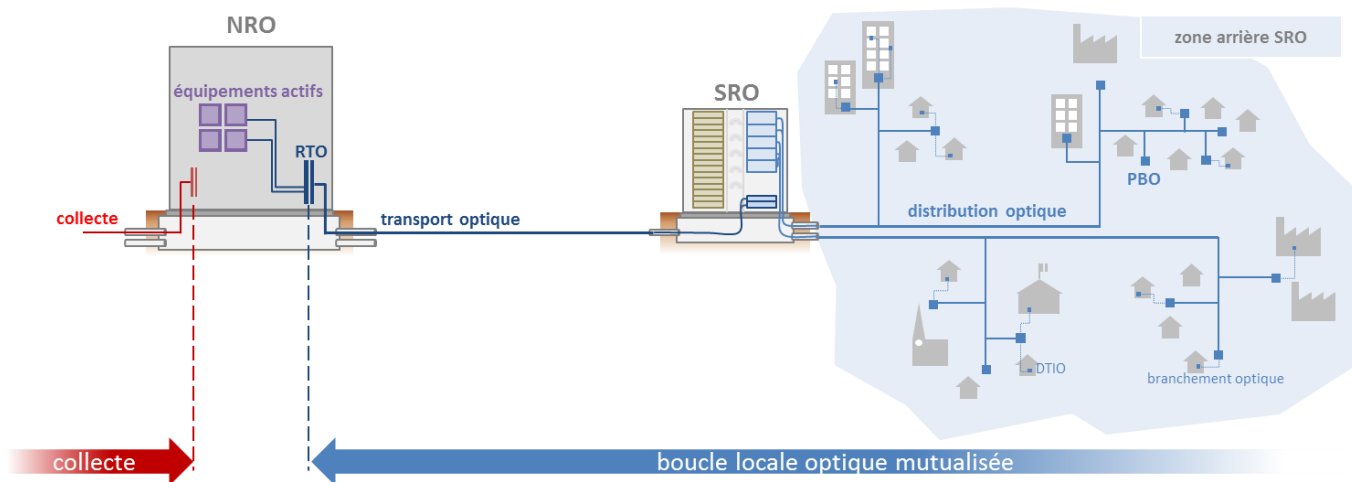 NRO
zone arrière SRO
équipements actifs
SRO
RTO
PBO
collecte
transport optique
distribution optique
DTIO
branchement optique
collecte
boucle locale optique mutualisée